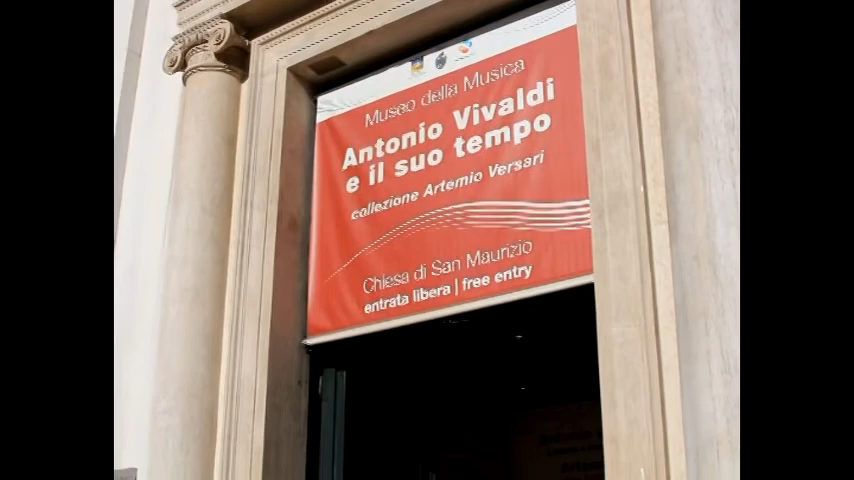 Museo della Musica
Antonio Vivaldi
e il suo tempo
collezione Artemio Versari
Chiesa di San Maurizio
entrata libera | free entry